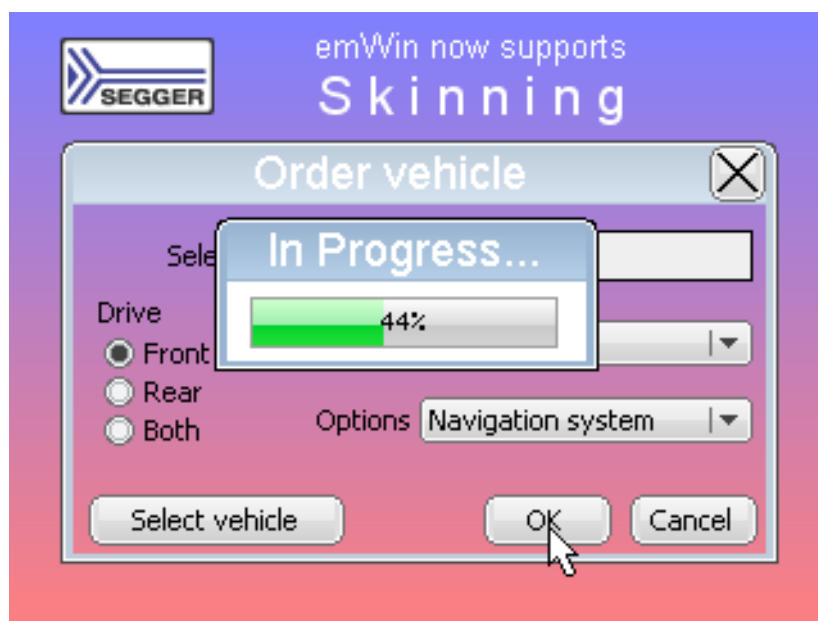 emWin now supports
SEGGER
Skinning
Order vehicle
In Progress...
44%
Drive
Front
Rear
Both
Options Navigation system
Select vehicle OK Cancel